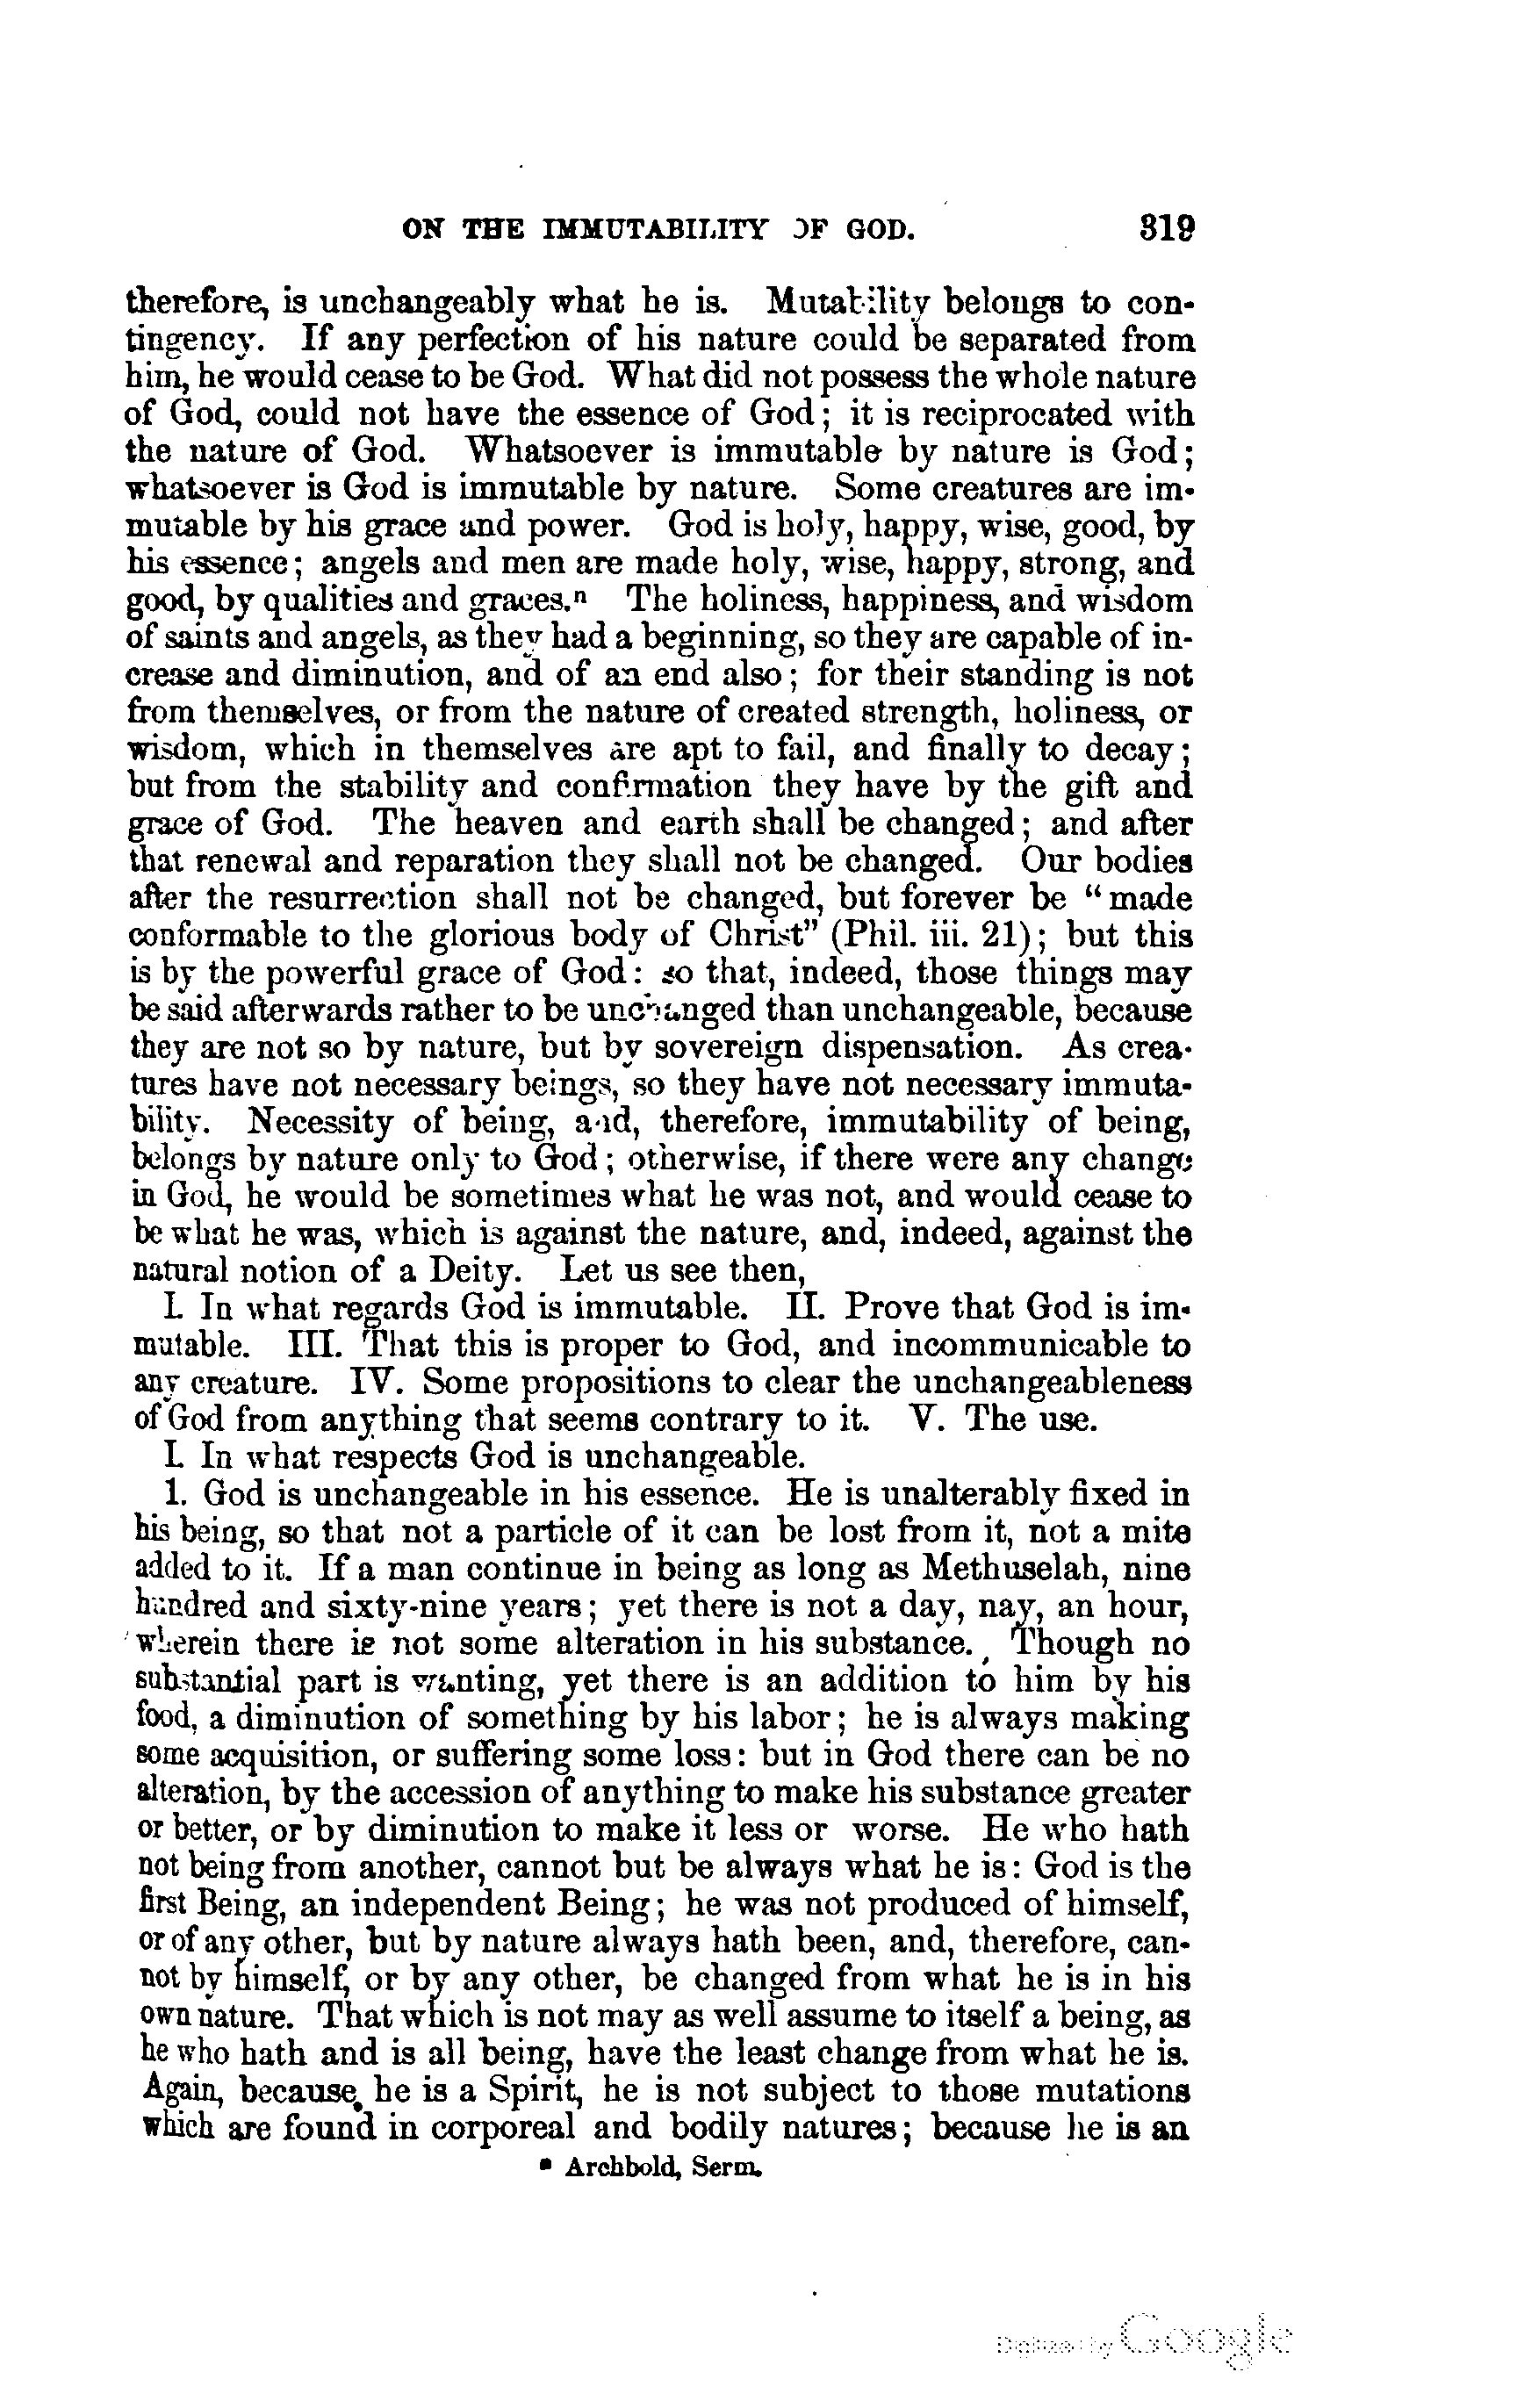 ON THE IMMUTABILITY OF GOD. 319
therefore, is unchangeably what he is. Mutability belongs to con-
tingency. If any perfection of his nature could be separated from
him, he would cease to be God. What did not possess the whole nature
of God, could not have the essence of God; it is reciprocated with
the nature of God. Whatsoever is immutable by nature is God;
whatsoever is God is immutable by nature. Some creatures are im-
mutable by his grace and power. God is holy, happy, wise, good, by
his essence; angels and men are made holy, wise, happy, strong, and
good, by qualities and graces.n The holiness, happiness, and wisdom
of saints and angels, as they had a beginning, so they are capable of in-
crease and diminution, and of an end also; for their standing is not
from themselves, or from the nature of created strength, holiness, or
wisdom, which in themselves are apt to fail, and finally to decay;
but from the stability and confirmation they have by the gift and
grace of God. The heaven and earth shall be changed; and after
that renewal and reparation they shall not be changed. Our bodies
after the resurrection shall not be changed, but forever be "made
conformable to the glorious body of Christ" (Phil. iii. 21); but this
is by the powerful grace of God: so that, indeed, those things may
be said afterwards rather to be unchanged than unchangeable, because
they are not so by nature, but by sovereign dispensation. As crea-
tures have not necessary beings, so they have not necessary immuta-
bility. Necessity of being, and, therefore, immutability of being,
belongs by nature only to God; otherwise, if there were any change
in God, he would be sometimes what he was not, and would cease to
be what he was, which is against the nature, and, indeed, against the
natural notion of a Deity. Let us see then,
I. In what regards God is immutable. II. Prove that God is im-
mutable. III. That this is proper to God, and incommunicable to
any creature. IV. Some propositions to clear the unchangeableness
of God from anything that seems contrary to it. V. The use.
I. In what respects God is unchangeable.
1. God is unchangeable in his essence. He is unalterably fixed in
his being, so that not a particle of it can be lost from it, not a mite
added to it. If a man continue in being as long as Methuselah, nine
hundred and sixty-nine years; yet there is not a day, nay, an hour,
wherein there is not some alteration in his substance. Though no
substantial part is wanting, yet there is an addition to him by his
food, a diminution of something by his labor; he is always making
some acquisition, or suffering some loss: but in God there can be no
alteration, by the accession of anything to make his substance greater
or better, or by diminution to make it less or worse. He who hath
not being from another, cannot but be always what he is: God is the
first Being, an independent Being; he was not produced of himself,
or of any other, but by nature always hath been, and, therefore, can-
not by himself, or by any other, be changed from what he is in his
own nature. That which is not may as well assume to itself a being, as
he who hath and is all being, have the least change from what he is.
Again, because he is a Spirit, he is not subject to those mutations
which are found in corporeal and bodily natures; because he is an
n Archbold, Serm.
Digitized by Google